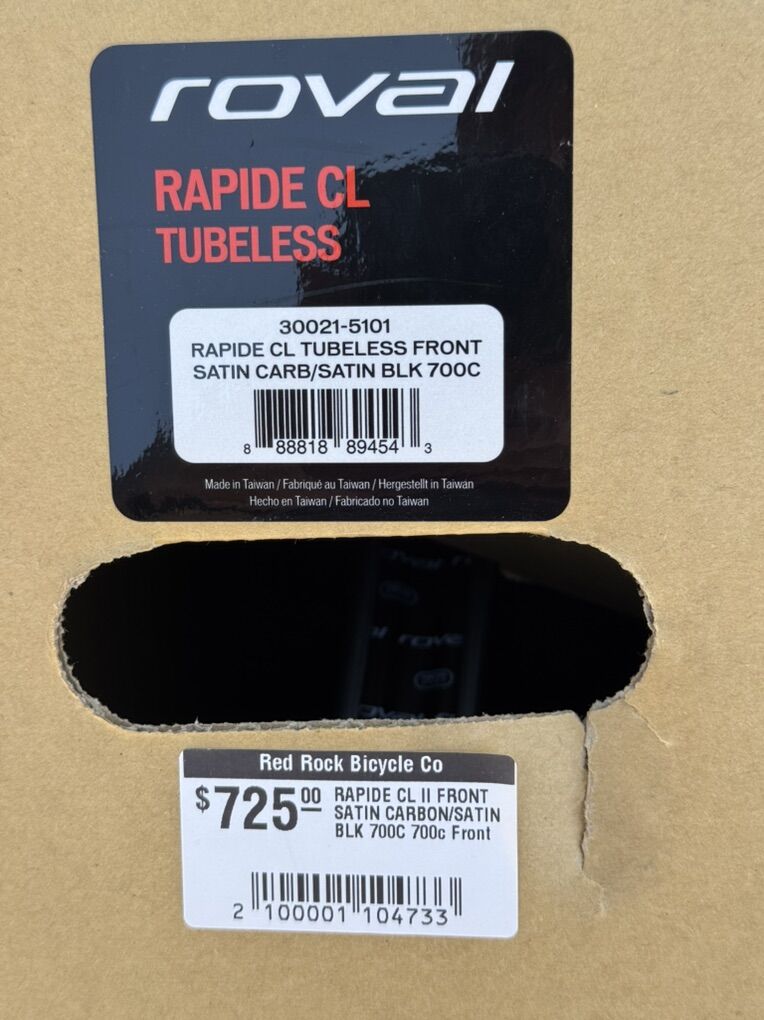 roval
RAPIDE CL
TUBELESS
30021-5101
RAPIDE CL TUBELESS FRONT
SATIN CARB/SATIN BLK 700C
8 88818 89454 3
Made in Taiwan / Fabriqué au Taiwan / Hergestellt in Taiwan
Hecho en Taiwan / Fabricado no Taiwan
roval
roval
Red Rock Bicycle Co
$725.00 RAPIDE CL II FRONT
SATIN CARBON/SATIN
BLK 700C 700c Front
2 100001 104733